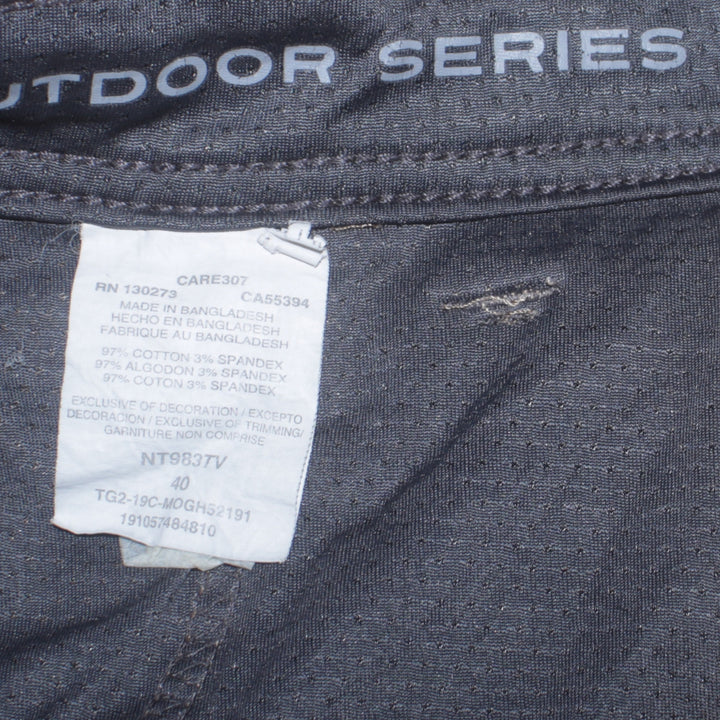 UTDOOR SERIES
CARE307
RN 130273 CA55394
MADE IN BANGLADESH
HECHO EN BANGLADESH
FABRIQUE AU BANGLADESH
97% COTTON 3% SPANDEX
97% ALGODON 3% SPANDEX
97% COTON 3% SPANDEX
EXCLUSIVE OF DECORATION / EXCEPTO
DECORACION / EXCLUSIVE OF TRIMMING/
GARNITURE NON COMPRISE
NT983TV
40
TG2-19C-MOGH52191
191057484810